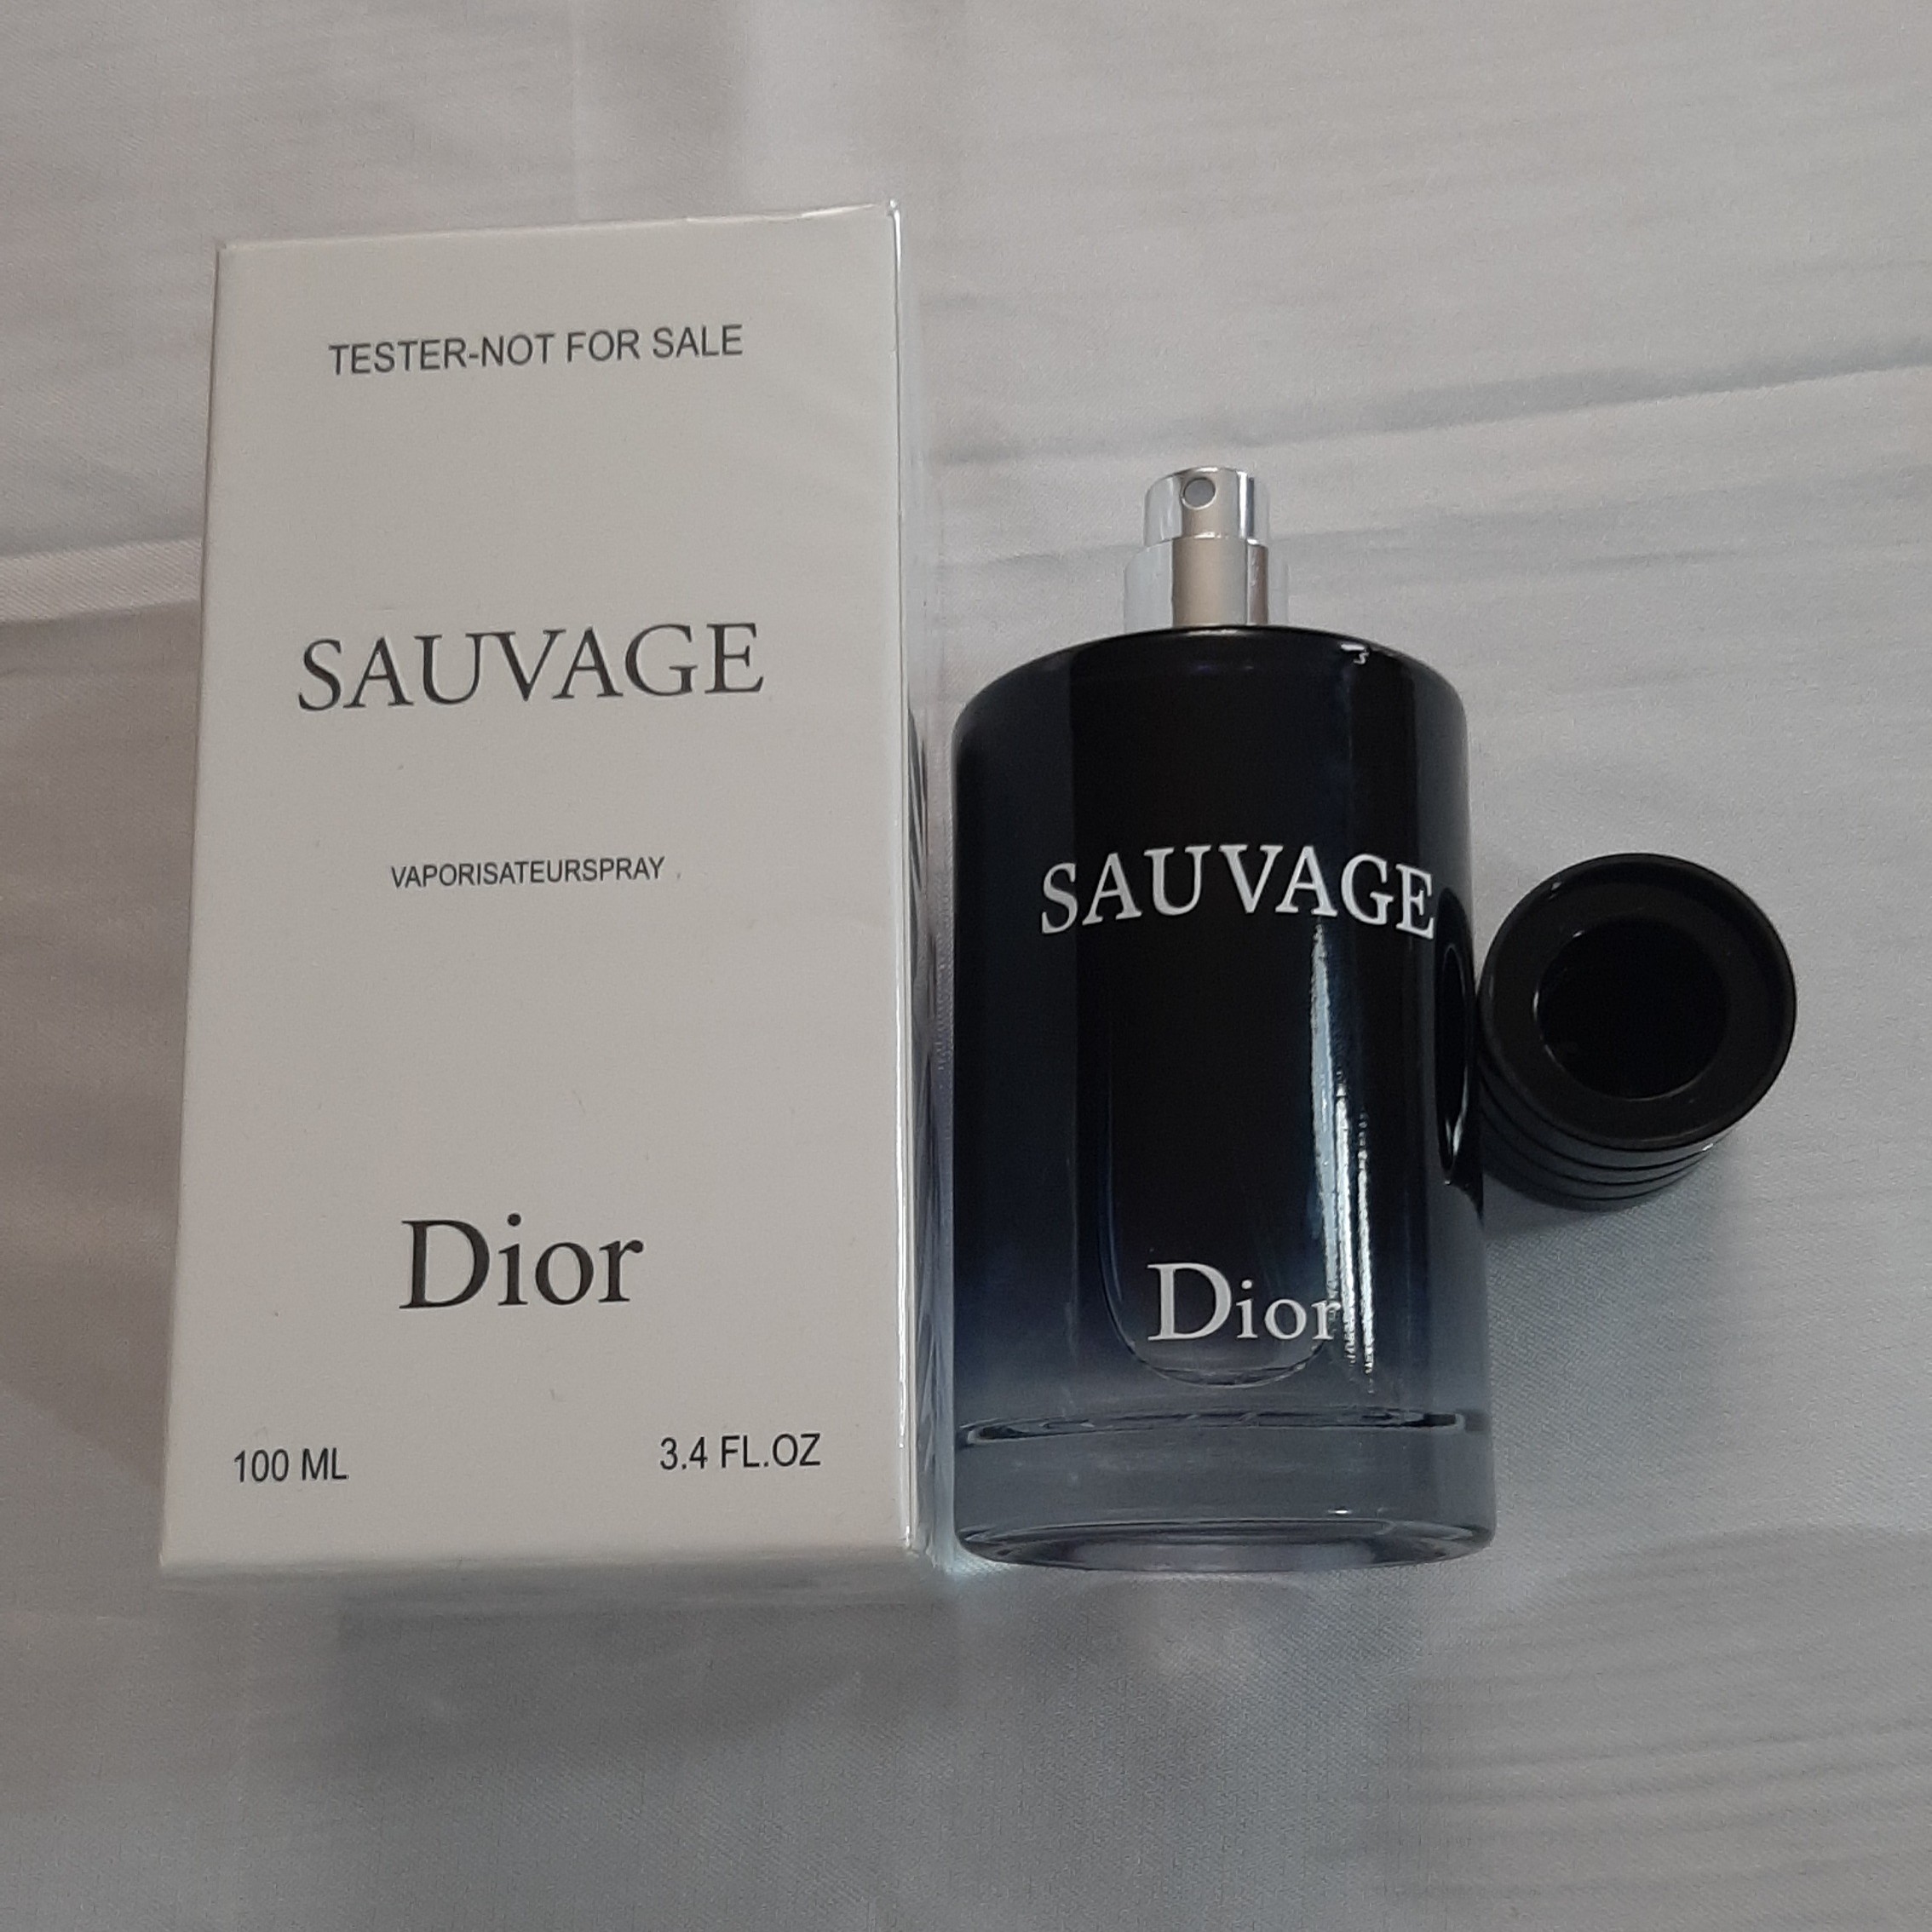 TESTER-NOT FOR SALE
SAUVAGE
VAPORISATEURSPRAY
Dior
100 ML
3.4 FL.OZ
SAUVAGE
Dior